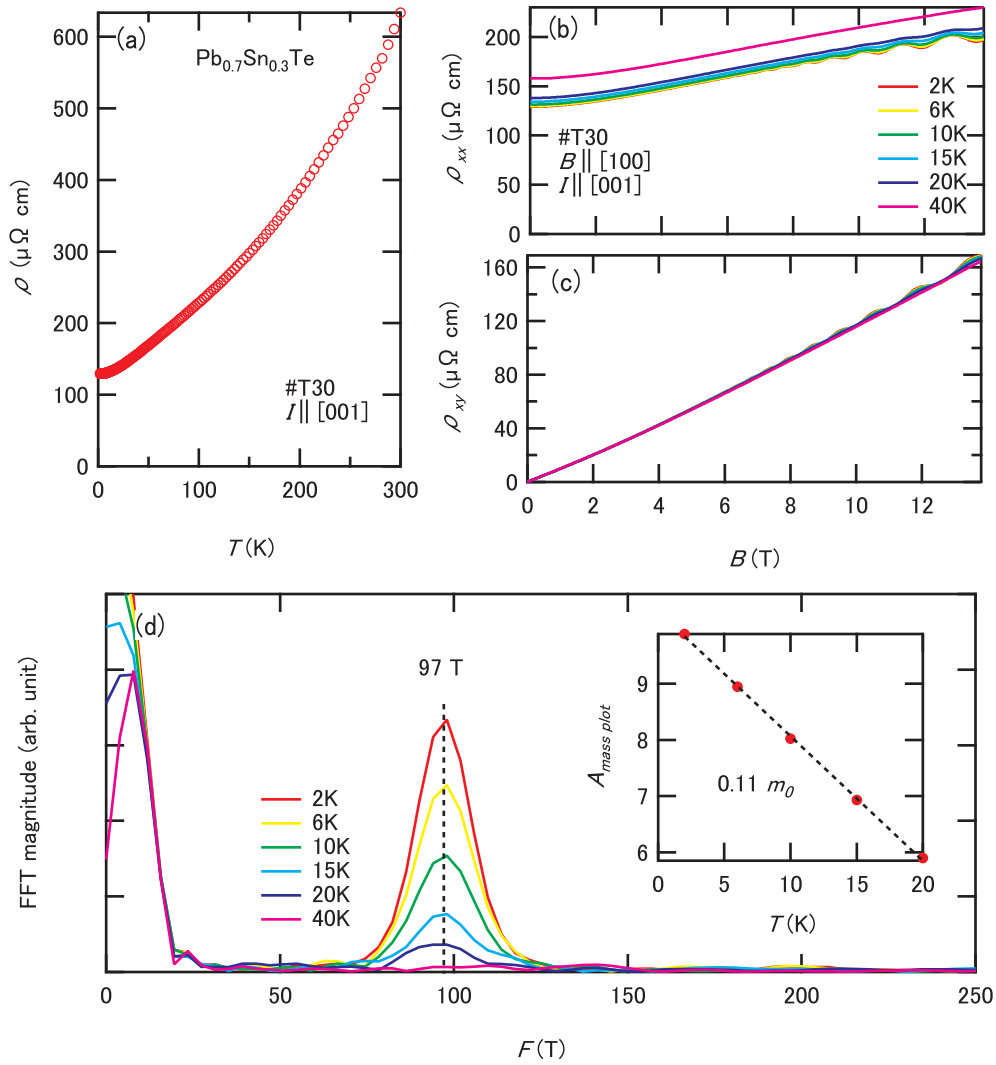 (a)
Pb0.7Sn0.3Te
600
500
400
300
200
100
0
ρ (μΩ cm)
#T30
I || [001]
0 100 200 300
T (K)
(b)
200
150
100
50
0
ρxx (μΩ cm)
#T30
B || [100]
I || [001]
2K
6K
10K
15K
20K
40K
(c)
160
120
80
40
0
ρxy (μΩ cm)
0 2 4 6 8 10 12
B (T)
(d)
FFT magnitude (arb. unit)
97 T
2K
6K
10K
15K
20K
40K
9
8
7
6
Amass plot
0.11 m0
0 5 10 15 20
T (K)
0 50 100 150 200 250
F (T)